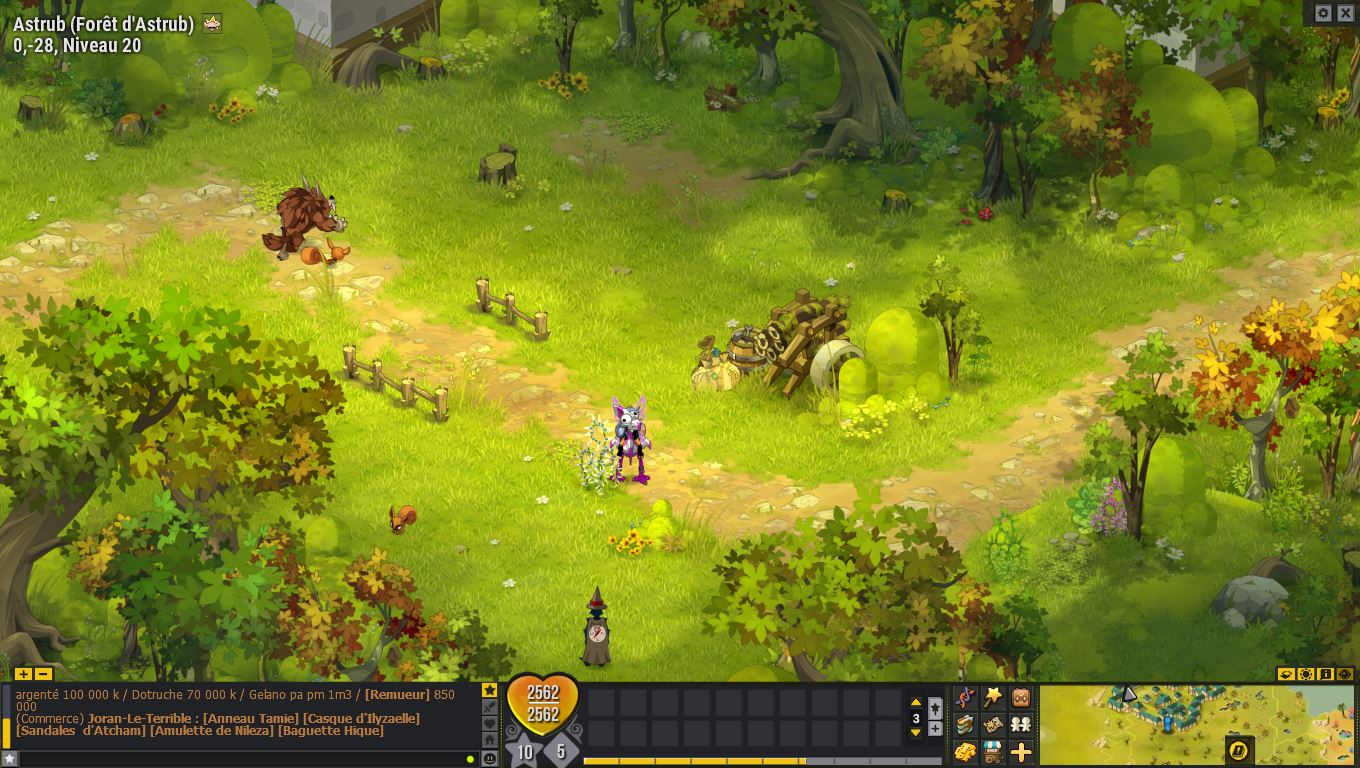 Astrub (Forêt d'Astrub)
0,-28, Niveau 20
argenté 100 000 k / Dotruche 70 000 k / Gelano pa pm 1m3 / [Remueur] 850
000
(Commerce) Joran-Le-Terrible : [Anneau Tamie] [Casque d'Ilyzaelle]
[Sandales d'Atcham] [Amulette de Nileza] [Baguette Hique]
2562
2562
10 5
3